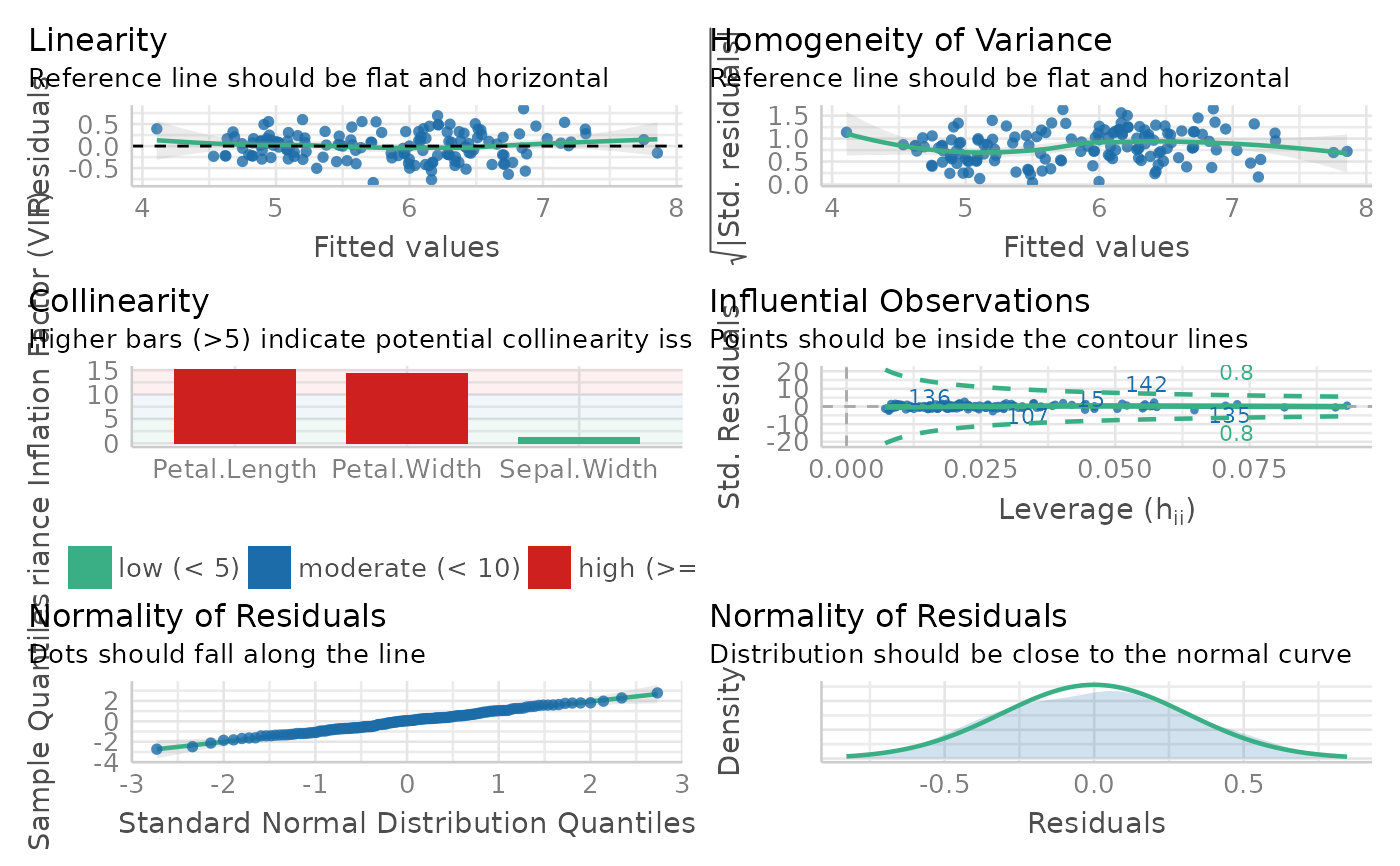 Linearity
Reference line should be flat and horizontal
Residuals
0.5
0.0
-0.5
4 5 6 7 8
Fitted values
Homogeneity of Variance
Reference line should be flat and horizontal
√|Std. residuals|
1.5
1.0
0.5
0.0
4 5 6 7 8
Fitted values
Collinearity
Higher bars (>5) indicate potential collinearity iss
riance Inflation Factor (VIF)
15
10
5
0
Petal.Length Petal.Width Sepal.Width
low (< 5) moderate (< 10) high (>=
Influential Observations
Points should be inside the contour lines
Std. Residuals
20
10
0
-10
-20
0.8
142
136
15
107
135
0.8
0.000 0.025 0.050 0.075
Leverage (hii)
Normality of Residuals
Dots should fall along the line
Sample Quantiles
2
0
-2
-4
-3 -2 -1 0 1 2 3
Standard Normal Distribution Quantiles
Normality of Residuals
Distribution should be close to the normal curve
Density
-0.5 0.0 0.5
Residuals